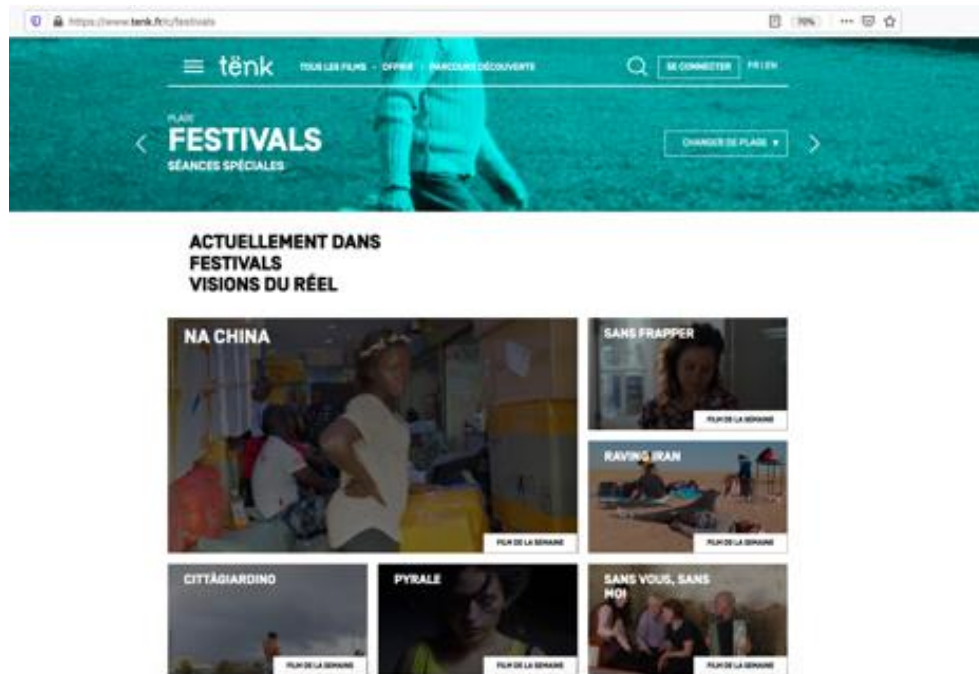 https://www.tenk.fr/c/festivals
70%
tënk
TOUS LES FILMS - OFFRIR - PARCOURS DÉCOUVERTE
SE CONNECTER
FR | EN
PLAGE
FESTIVALS
SÉANCES SPÉCIALES
CHANGER DE PLAGE
ACTUELLEMENT DANS
FESTIVALS
VISIONS DU RÉEL
NA CHINA
FILM DE LA SEMAINE
SANS FRAPPER
FILM DE LA SEMAINE
RAVING IRAN
FILM DE LA SEMAINE
CITTÀGIARDINO
FILM DE LA SEMAINE
PYRALE
FILM DE LA SEMAINE
SANS VOUS, SANS
MOI
FILM DE LA SEMAINE